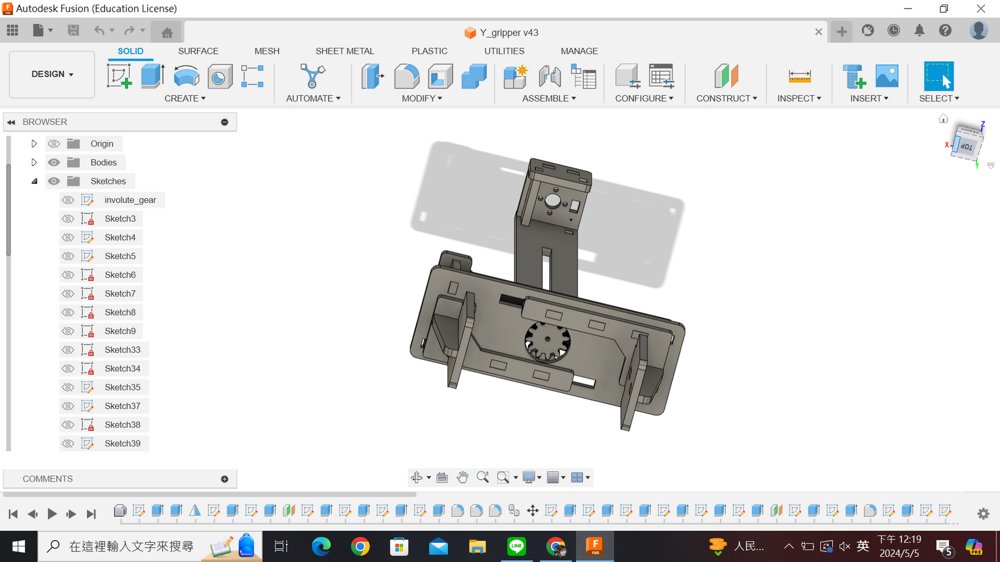 Autodesk Fusion (Education License)
Y_gripper v43
SOLID
SURFACE
MESH
SHEET METAL
PLASTIC
UTILITIES
MANAGE
DESIGN
CREATE
AUTOMATE
MODIFY
ASSEMBLE
CONFIGURE
CONSTRUCT
INSPECT
INSERT
SELECT
BROWSER
Origin
Bodies
Sketches
involute_gear
Sketch3
Sketch4
Sketch5
Sketch6
Sketch7
Sketch8
Sketch9
Sketch33
Sketch34
Sketch35
Sketch37
Sketch38
Sketch39
Z
X
TOP
COMMENTS
在這裡輸入文字來搜尋
LINE
F
FUS
人民...
英
下午 12:19
2024/5/5
5
PRE